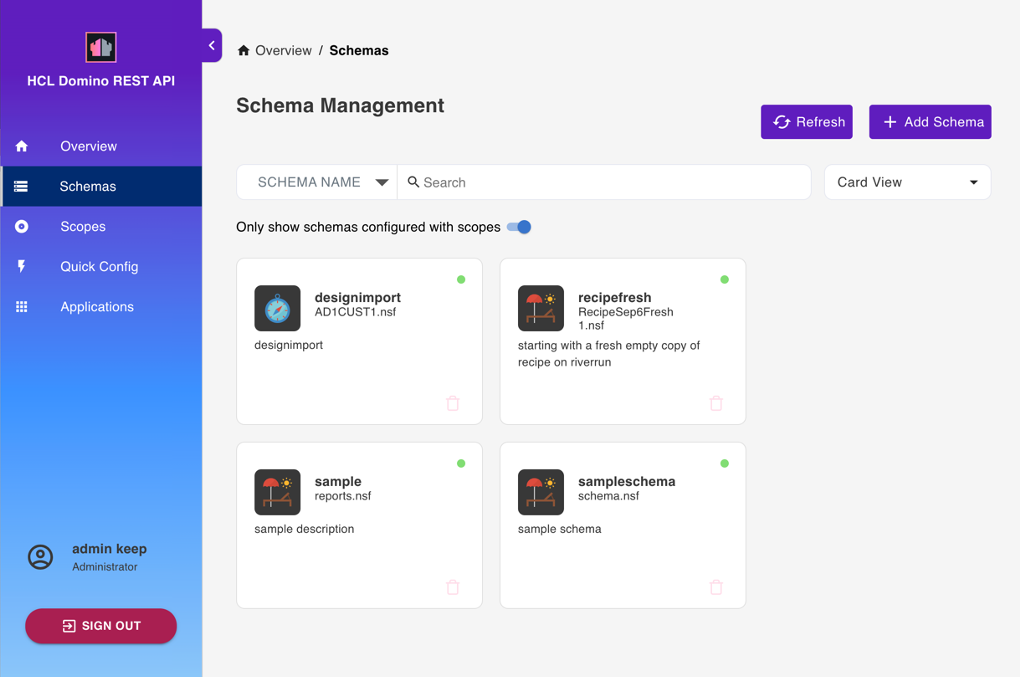 HCL Domino REST API
Overview
Schemas
Scopes
Quick Config
Applications
admin keep
Administrator
SIGN OUT
Overview / Schemas
Schema Management
Refresh
Add Schema
SCHEMA NAME
Search
Card View
Only show schemas configured with scopes
designimport
AD1CUST1.nsf
designimport
recipefresh
RecipeSep6Fresh
1.nsf
starting with a fresh empty copy of
recipe on riverrun
sample
reports.nsf
sample description
sampleschema
schema.nsf
sample schema